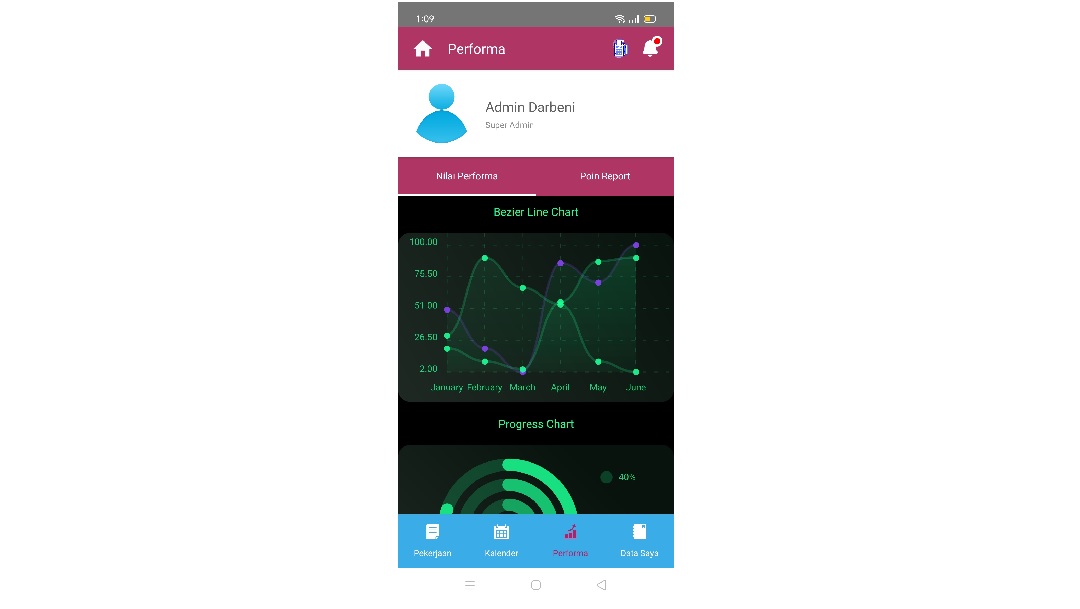 1:09
Performa
Admin Darbeni
Super Admin
Nilai Performa Poin Report
Bezier Line Chart
100.00
75.50
51.00
26.50
2.00
January February March April May June
Progress Chart
40%
Pekerjaan Kalender Performa Data Saya